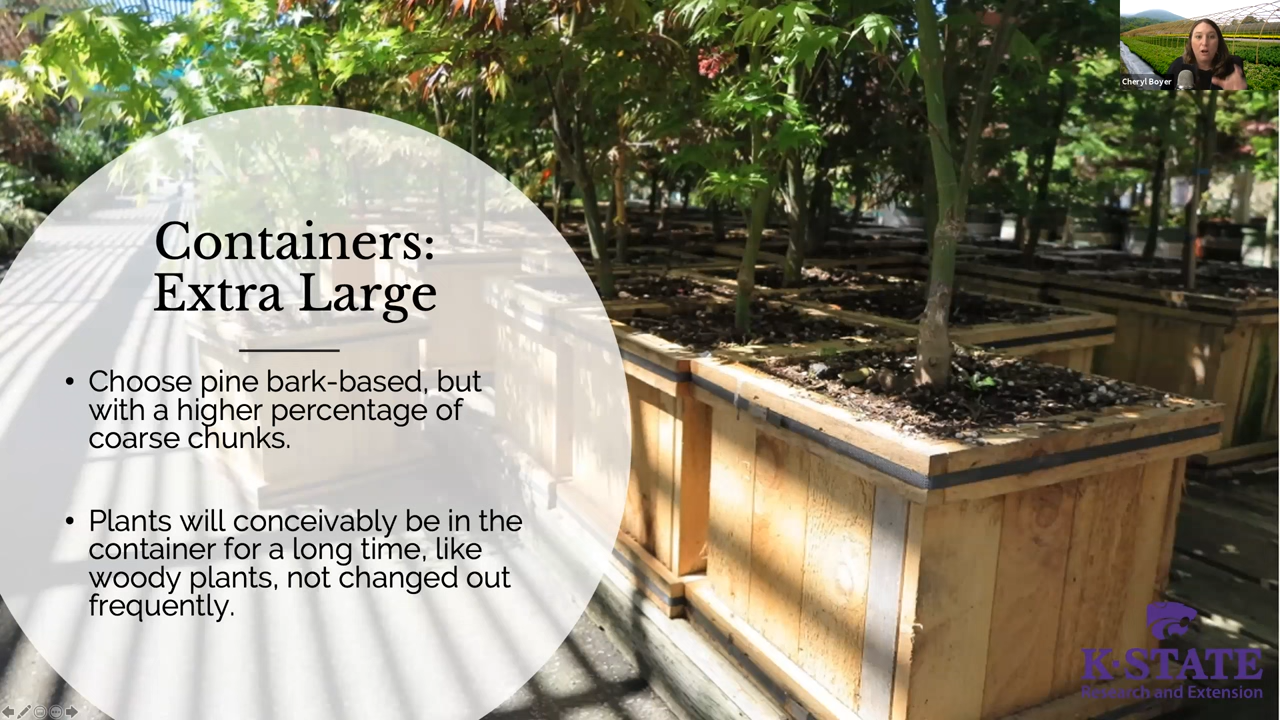 Cheryl Boyer
Containers:
Extra Large
• Choose pine bark-based, but
with a higher percentage of
coarse chunks.
• Plants will conceivably be in the
container for a long time, like
woody plants, not changed out
frequently.
K-STATE
Research and Extension